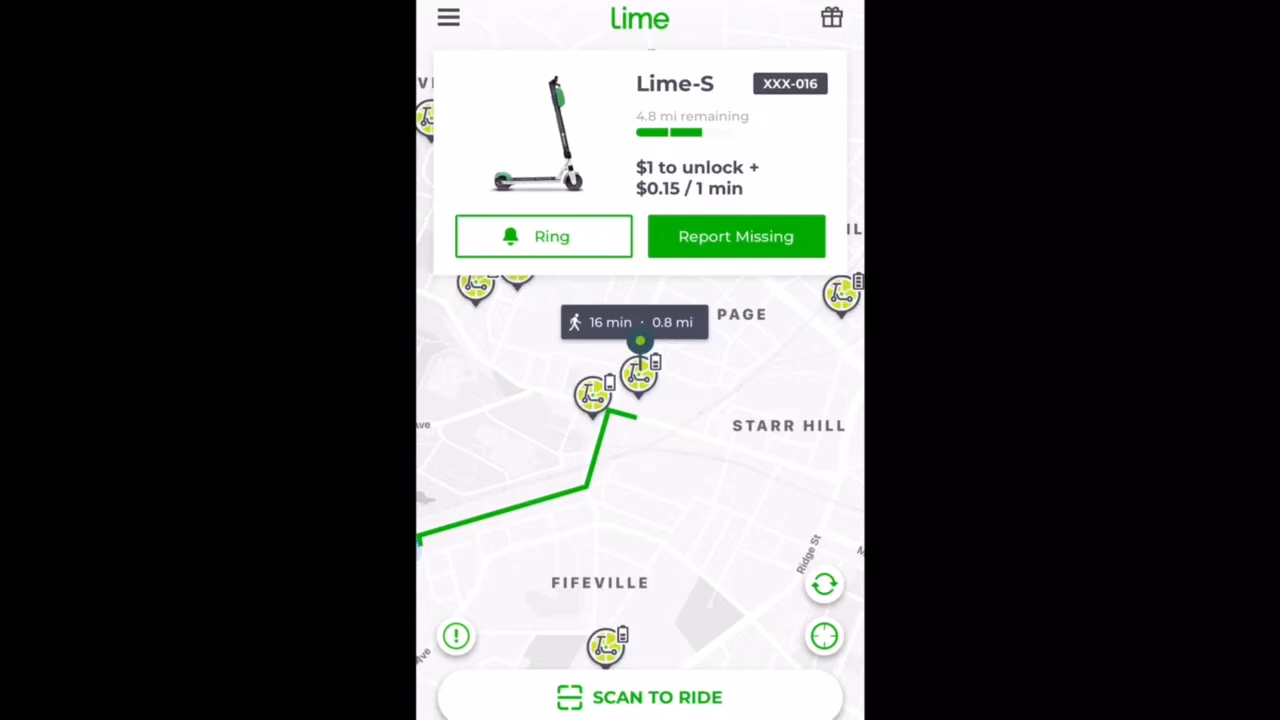 Lime
Lime-S
XXX-016
4.8 mi remaining
$1 to unlock +
$0.15 / 1 min
Ring
Report Missing
16 min · 0.8 mi
PAGE
STARR HILL
Ridge St
FIFEVILLE
SCAN TO RIDE